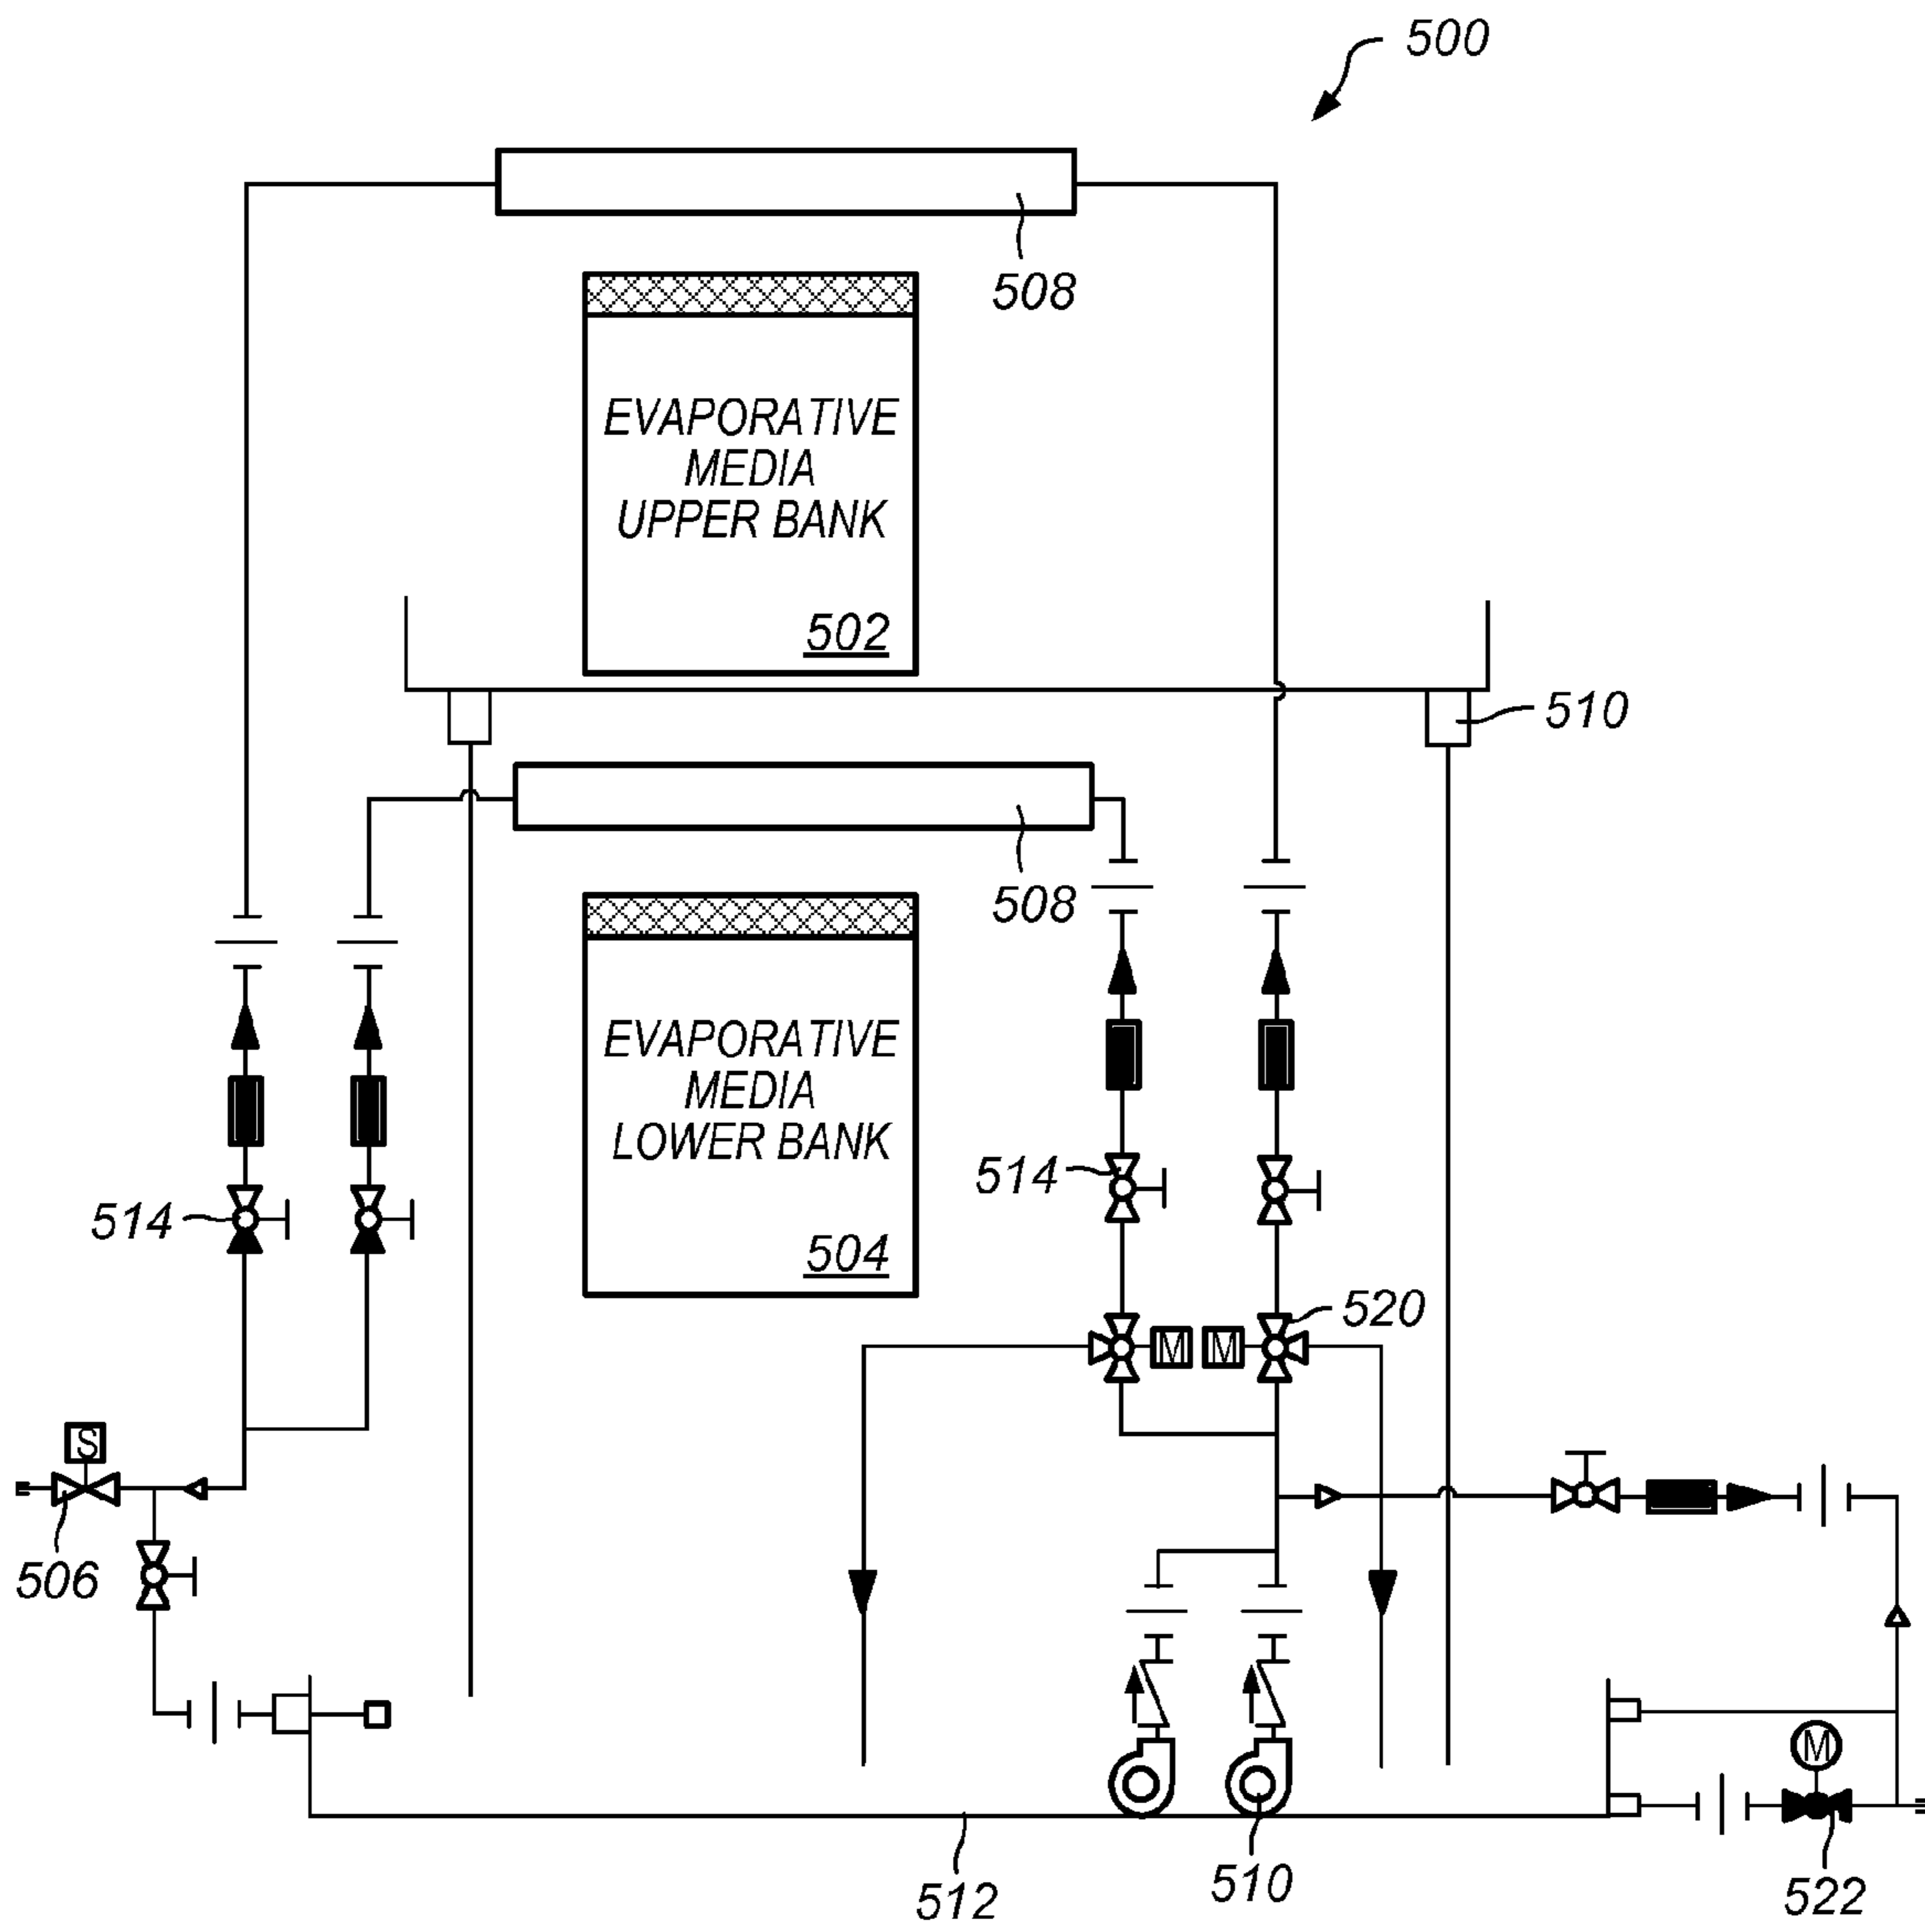 500
508
EVAPORATIVE
MEDIA
UPPER BANK
502
510
508
EVAPORATIVE
MEDIA
LOWER BANK
504
514
514
520
M
M
S
506
M
512
510
522